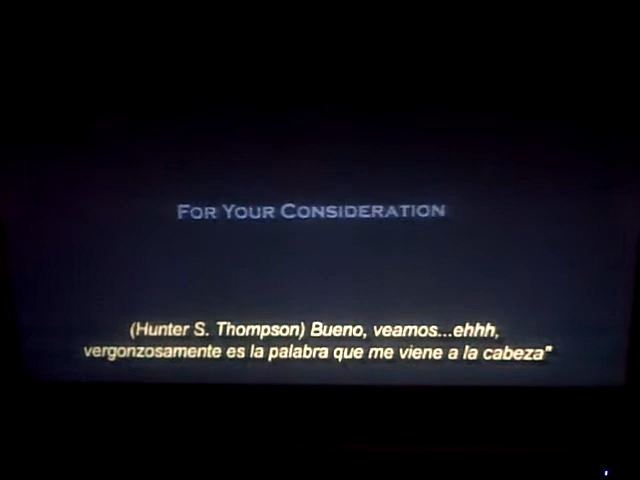 For Your Consideration
(Hunter S. Thompson) Bueno, veamos...ehhh,
vergonzosamente es la palabra que me viene a la cabeza"